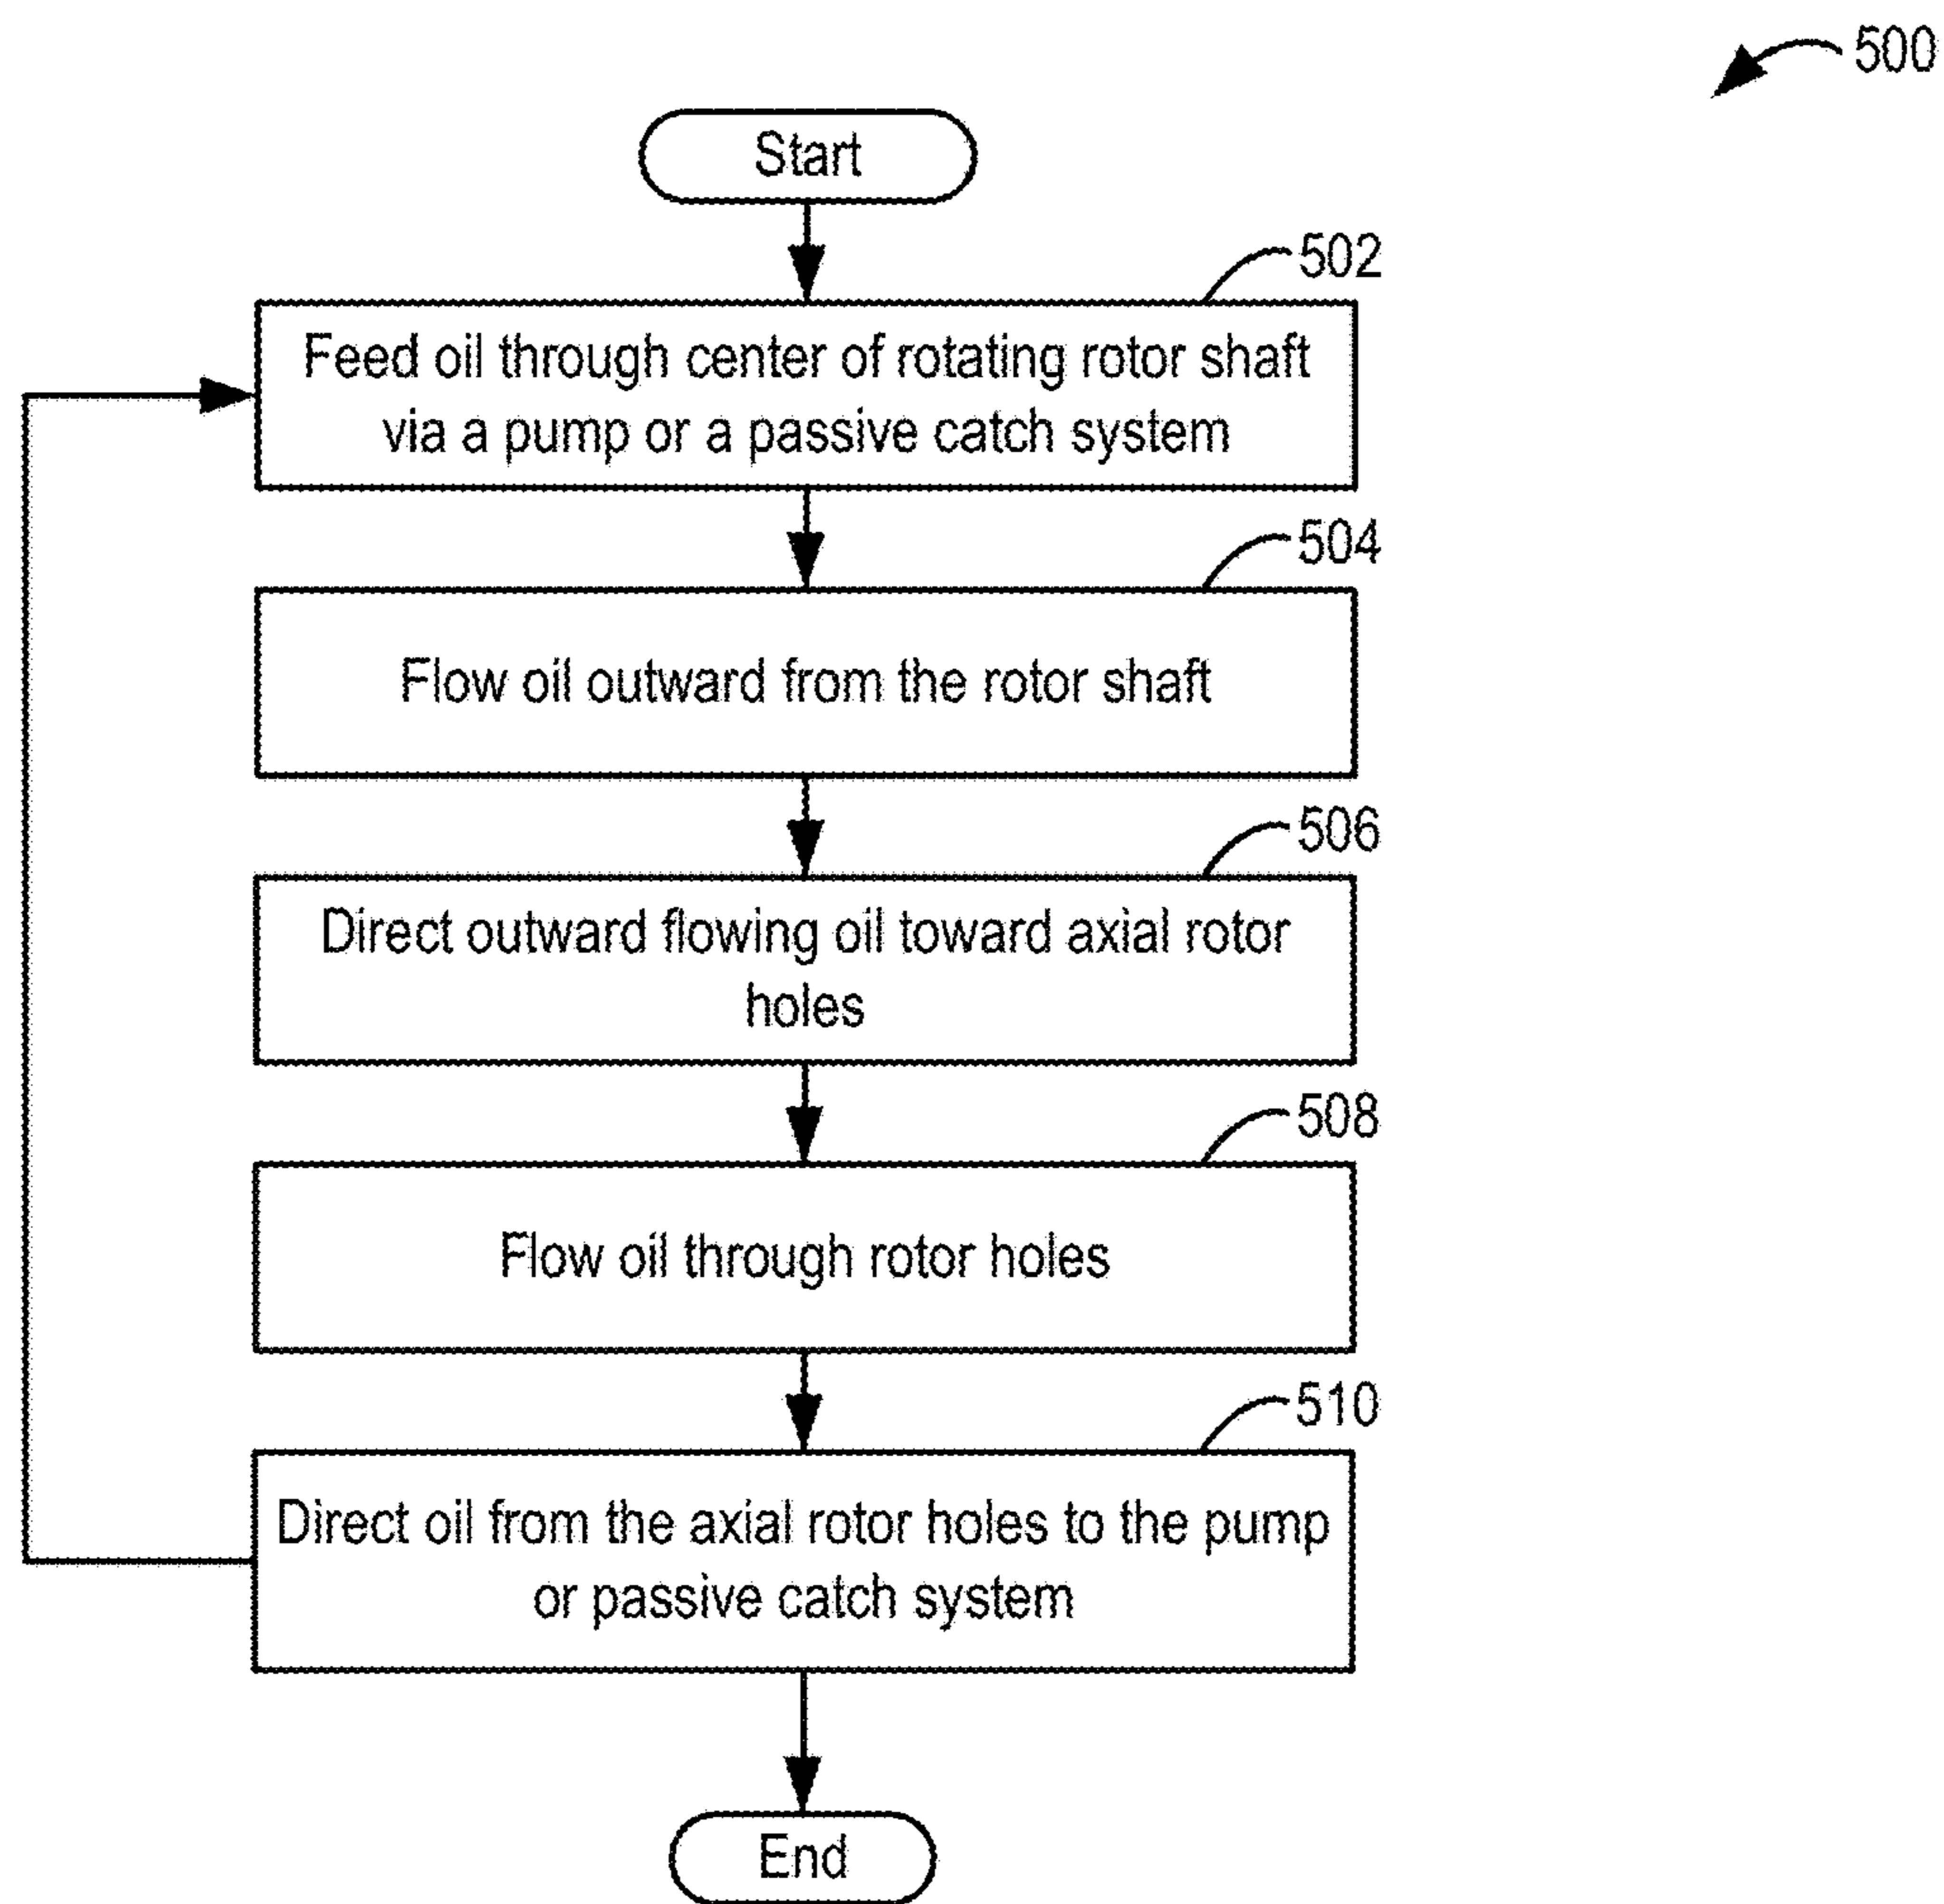 500
Start
502
Feed oil through center of rotating rotor shaft
via a pump or a passive catch system
504
Flow oil outward from the rotor shaft
506
Direct outward flowing oil toward axial rotor
holes
508
Flow oil through rotor holes
510
Direct oil from the axial rotor holes to the pump
or passive catch system
End